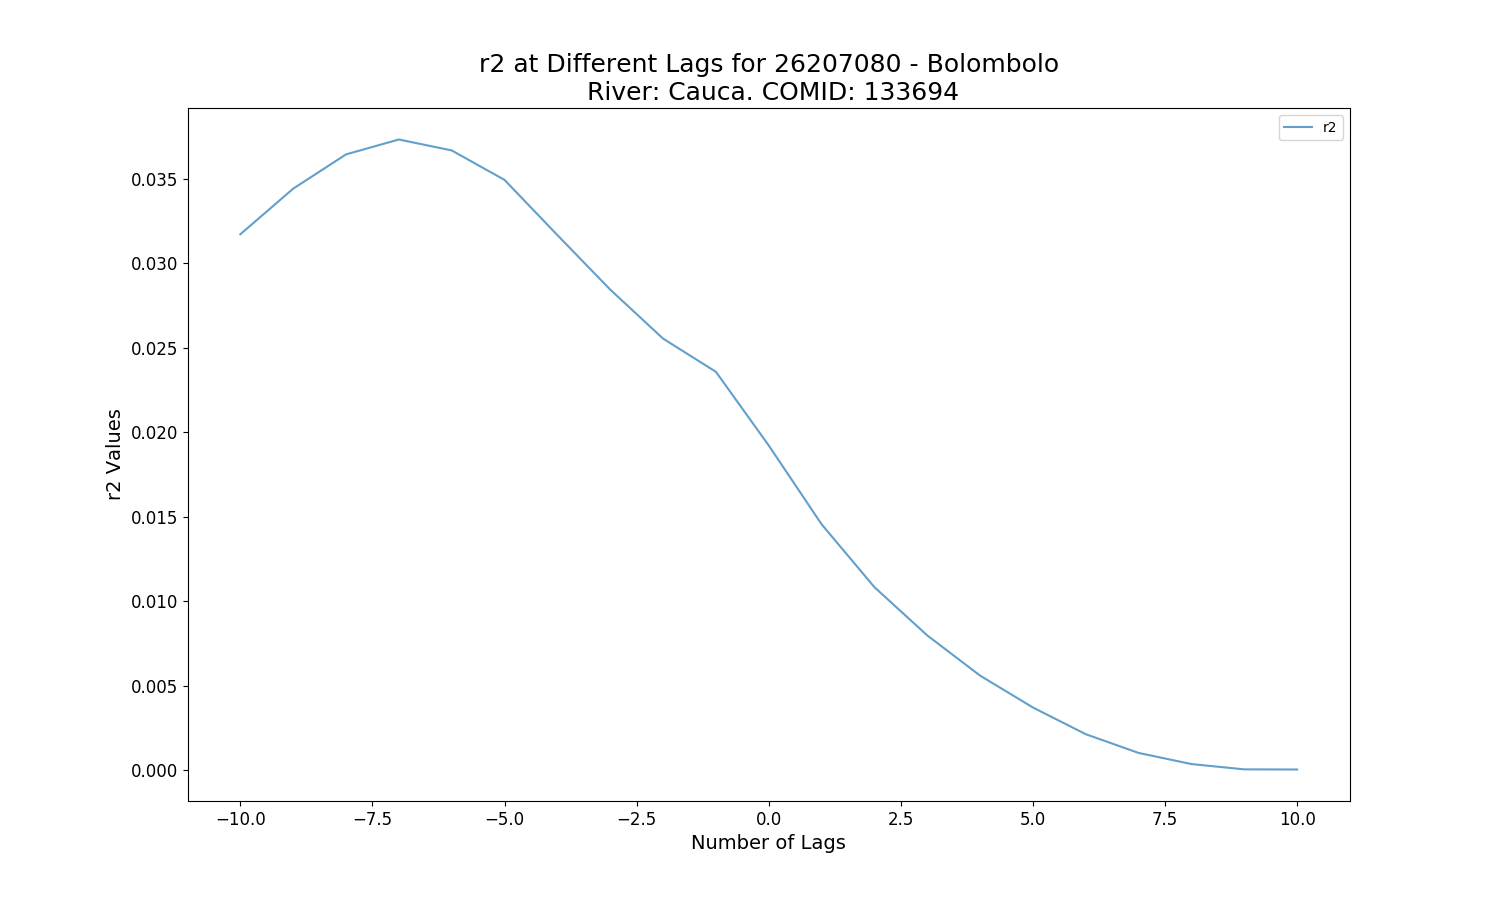 r2 at Different Lags for 26207080 - Bolombolo
River: Cauca. COMID: 133694
r2
0.035
0.030
0.025
0.020
0.015
0.010
0.005
0.000
r2 Values
−10.0 −7.5 −5.0 −2.5 0.0 2.5 5.0 7.5 10.0
Number of Lags